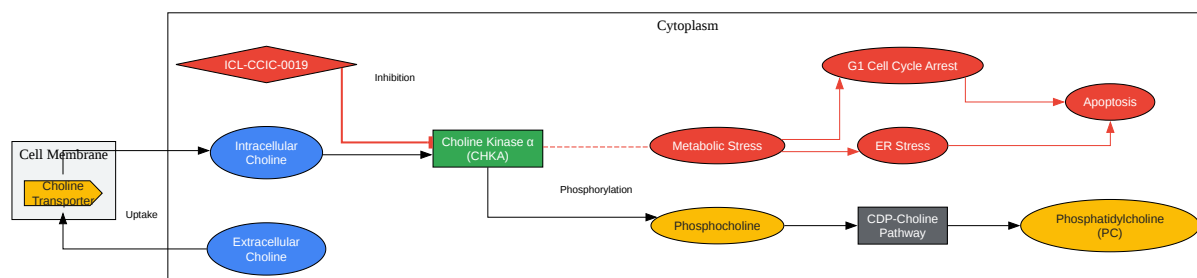 Cytoplasm
ICL-CCIC-0019
Inhibition
G1 Cell Cycle Arrest
Apoptosis
Cell Membrane
Choline
Transporter
Intracellular
Choline
Choline Kinase α
(CHKA)
Metabolic Stress
ER Stress
Phosphorylation
Uptake
Extracellular
Choline
Phosphocholine
CDP-Choline
Pathway
Phosphatidylcholine
(PC)